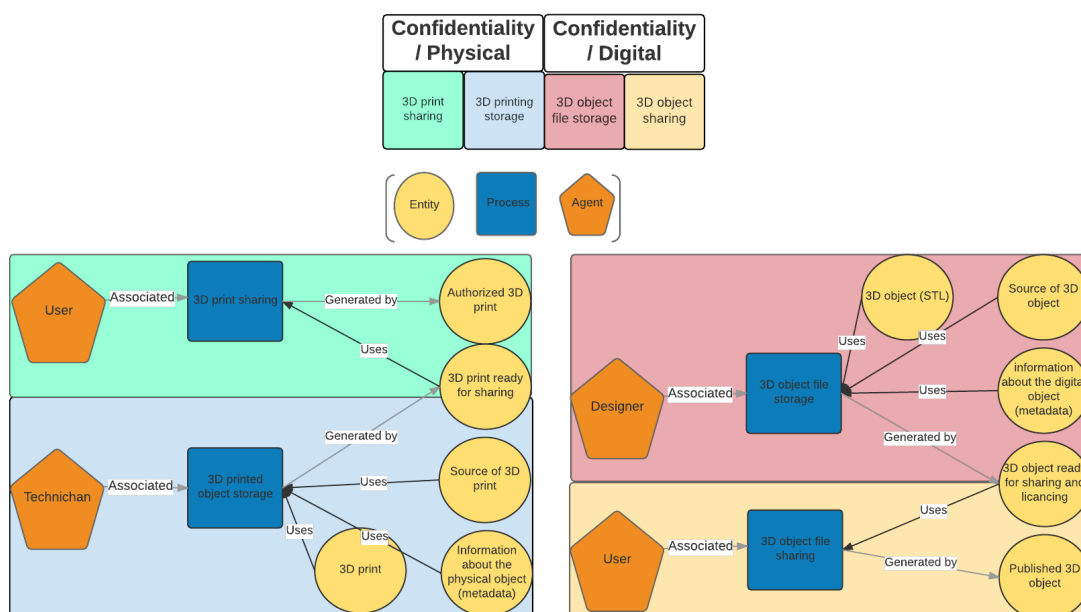 Confidentiality
/ Physical
Confidentiality
/ Digital
3D print
sharing
3D printing
storage
3D object
file storage
3D object
sharing
Entity
Process
Agent
User
Associated
3D print sharing
Generated by
Authorized 3D
print
Uses
3D print ready
for sharing
Generated by
Technichan
Associated
3D printed
object storage
Uses
Source of 3D
print
Uses
Uses
3D print
Information
about the
physical object
(metadata)
3D object (STL)
Source of 3D
object
Uses
Uses
Designer
Associated
3D object file
storage
Uses
information
about the digital
object
(metadata)
Generated by
3D object ready
for sharing and
licancing
Uses
User
Associated
3D object file
sharing
Generated by
Published 3D
object